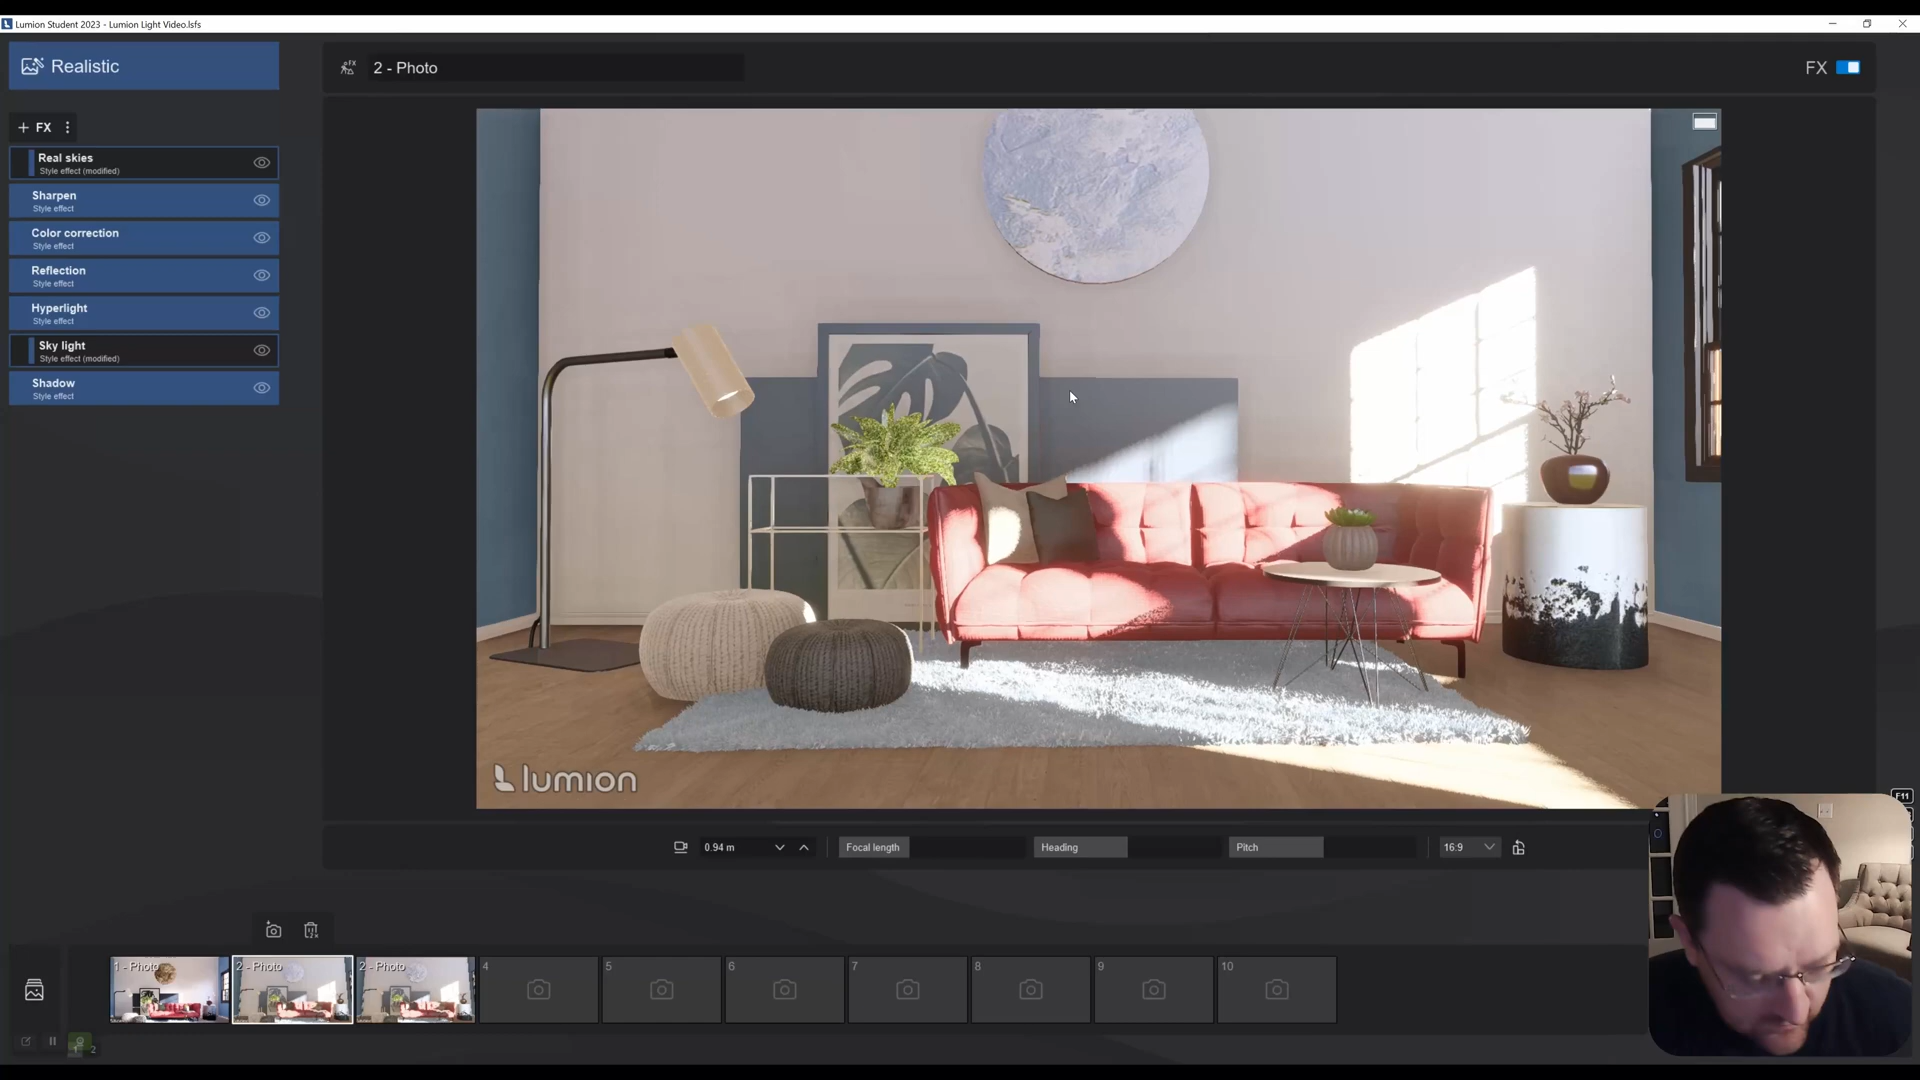 Lumion Student 2023 - Lumion Light Video.lsfs
Realistic
2 - Photo
FX
+ FX
Real skies
Style effect (modified)
Sharpen
Style effect
Color correction
Style effect
Reflection
Style effect
Hyperlight
Style effect
Sky light
Style effect (modified)
Shadow
Style effect
lumion
F11
0.94 m
Focal length
Heading
Pitch
16:9
1 - Photo
2 - Photo
2 - Photo
4
5
6
7
8
9
10
1
2